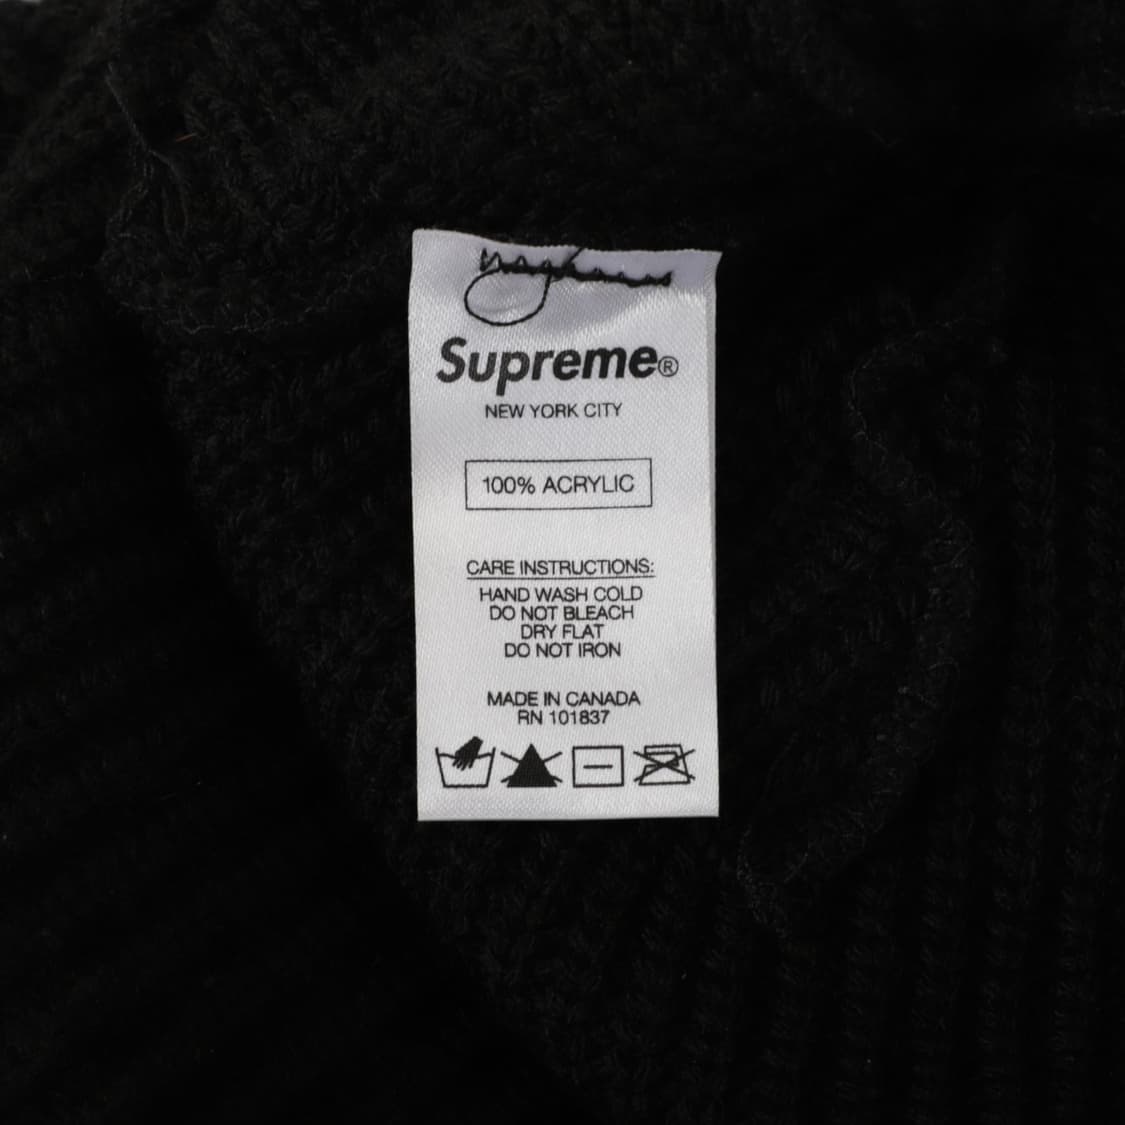 Supreme®
NEW YORK CITY
100% ACRYLIC
CARE INSTRUCTIONS:
HAND WASH COLD
DO NOT BLEACH
DRY FLAT
DO NOT IRON
MADE IN CANADA
RN 101837